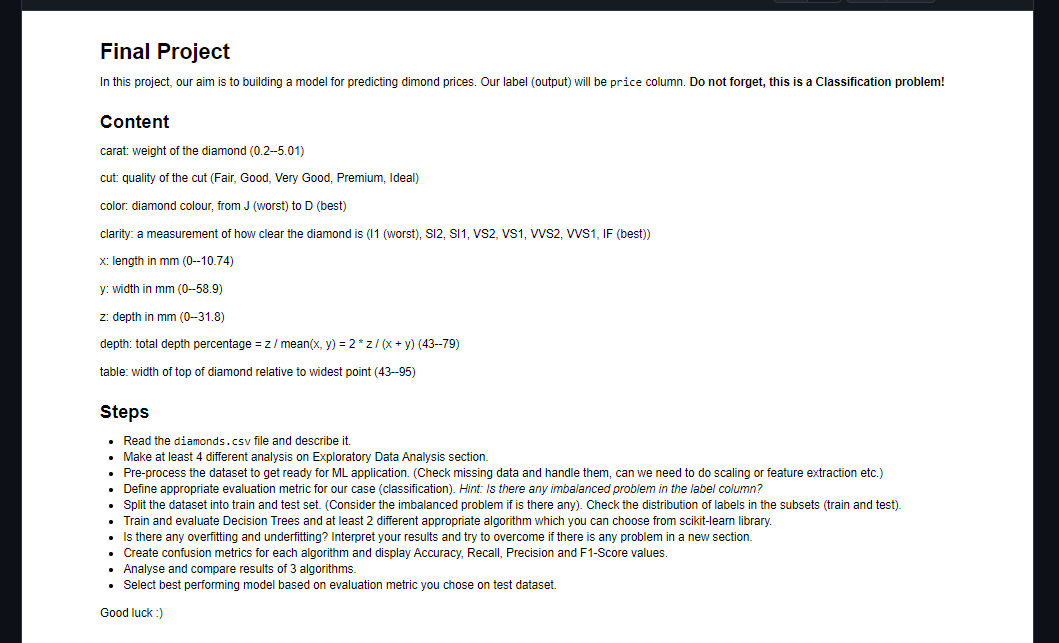 Final Project
In this project, our aim is to building a model for predicting dimond prices. Our label (output) will be price column. Do not forget, this is a Classification problem!
Content
carat: weight of the diamond (0.2--5.01)
cut: quality of the cut (Fair, Good, Very Good, Premium, Ideal)
color: diamond colour, from J (worst) to D (best)
clarity: a measurement of how clear the diamond is (I1 (worst), SI2, SI1, VS2, VS1, VVS2, VVS1, IF (best))
x: length in mm (0--10.74)
y: width in mm (0--58.9)
z: depth in mm (0--31.8)
depth: total depth percentage = z / mean(x, y) = 2 * z / (x + y) (43--79)
table: width of top of diamond relative to widest point (43--95)
Steps
• Read the diamonds.csv file and describe it.
• Make at least 4 different analysis on Exploratory Data Analysis section.
• Pre-process the dataset to get ready for ML application. (Check missing data and handle them, can we need to do scaling or feature extraction etc.)
• Define appropriate evaluation metric for our case (classification). Hint: Is there any imbalanced problem in the label column?
• Split the dataset into train and test set. (Consider the imbalanced problem if is there any). Check the distribution of labels in the subsets (train and test).
• Train and evaluate Decision Trees and at least 2 different appropriate algorithm which you can choose from scikit-learn library.
• Is there any overfitting and underfitting? Interpret your results and try to overcome if there is any problem in a new section.
• Create confusion metrics for each algorithm and display Accuracy, Recall, Precision and F1-Score values.
• Analyse and compare results of 3 algorithms.
• Select best performing model based on evaluation metric you chose on test dataset.
Good luck :)